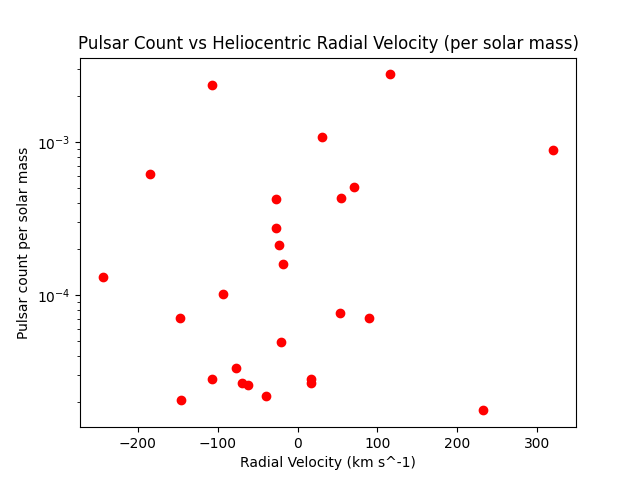 Pulsar Count vs Heliocentric Radial Velocity (per solar mass)
Pulsar count per solar mass
10⁻³
10⁻⁴
−200 −100 0 100 200 300
Radial Velocity (km s^-1)